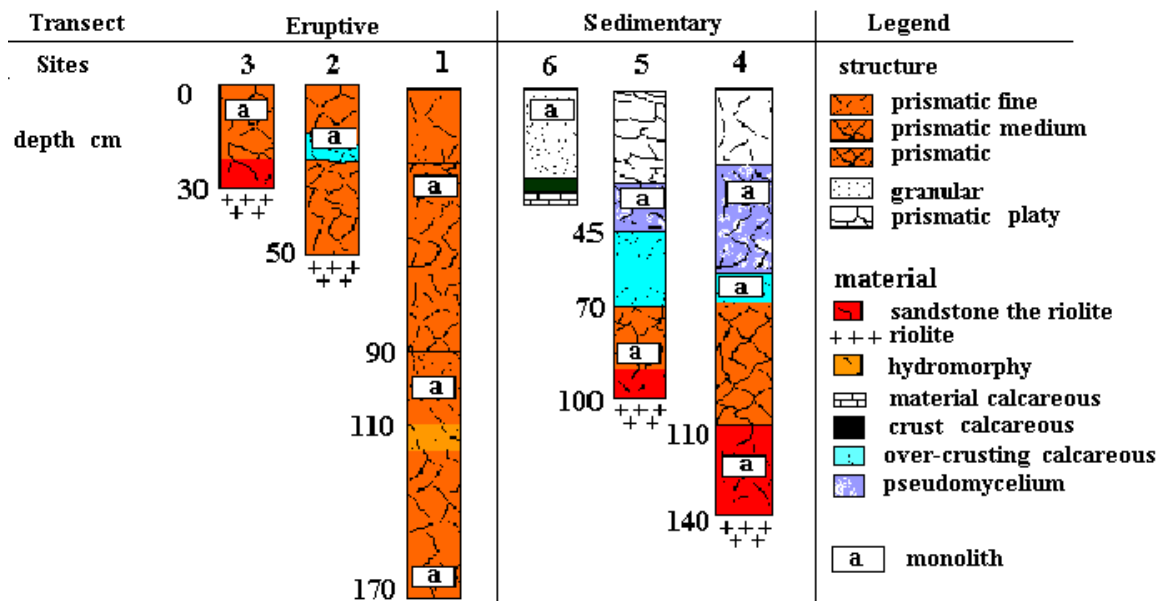 Transect Eruptive Sedimentary Legend
Sites 3 2 1 6 5 4 structure
0 a a a prismatic fine
depth cm prismatic medium
prismatic
30 +++ ++ a a a granular
prismatic platy
50 +++ ++ 45
a material
70 sandstone the riolite
+++ riolite
90 a hydromorphy
a 100 material calcareous
110 +++ ++ 110 crust calcareous
a over-crusting calcareous
pseudomycelium
140 +++ ++
a monolith
170 a